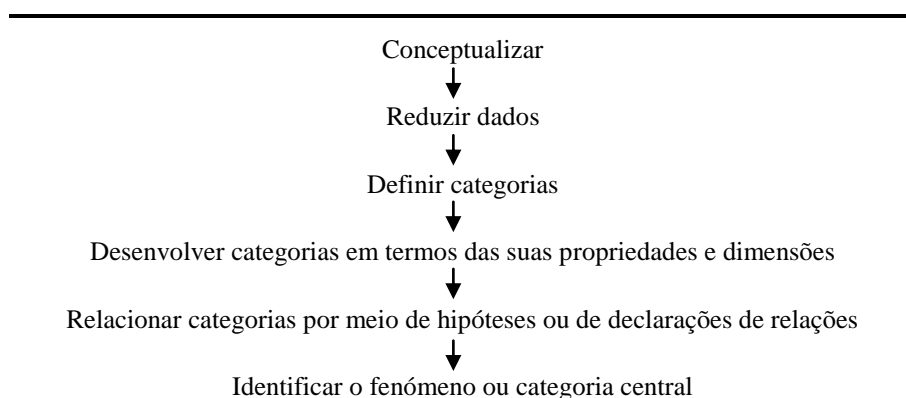 Conceptualizar
Reduzir dados
Definir categorias
Desenvolver categorias em termos das suas propriedades e dimensões
Relacionar categorias por meio de hipóteses ou de declarações de relações
Identificar o fenómeno ou categoria central